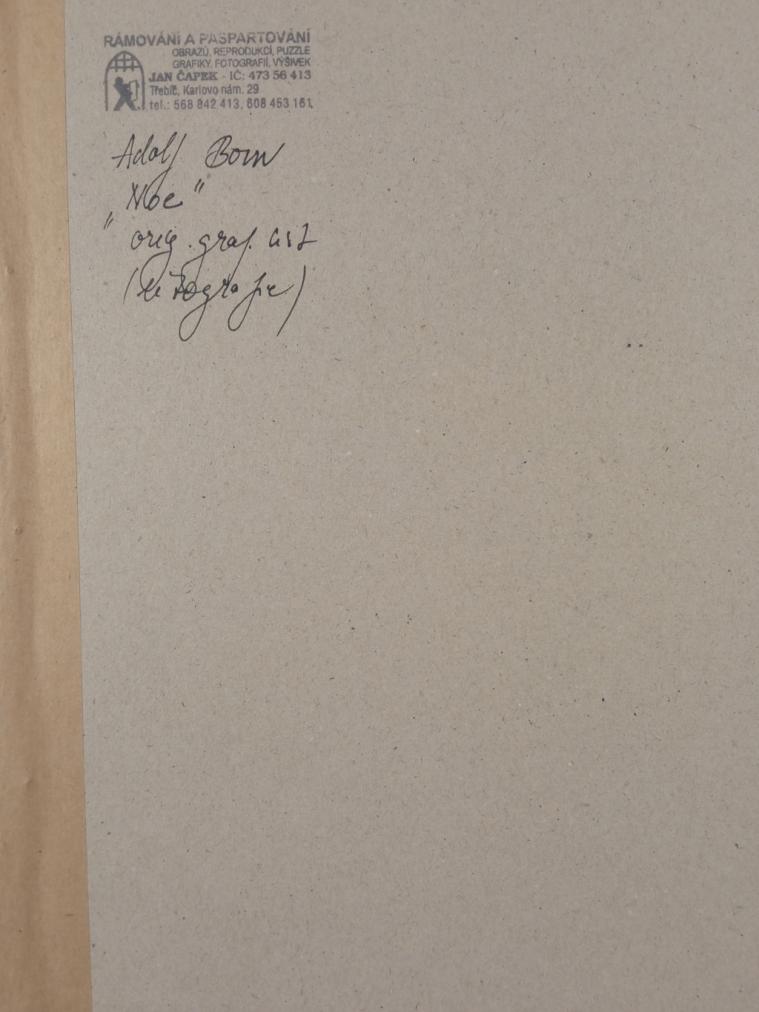 RÁMOVÁNÍ A PASPARTOVÁNÍ
OBRAZŮ, REPRODUKCÍ, PUZZLE
GRAFIKY, FOTOGRAFIÍ, VÝŠIVEK
JAN ČAPEK - IČ: 473 56 413
Třebíč, Karlovo nám. 29
tel.: 568 842 413, 608 453 161
Adolf Born
„Noe"
orig. graf. list
(litografie)